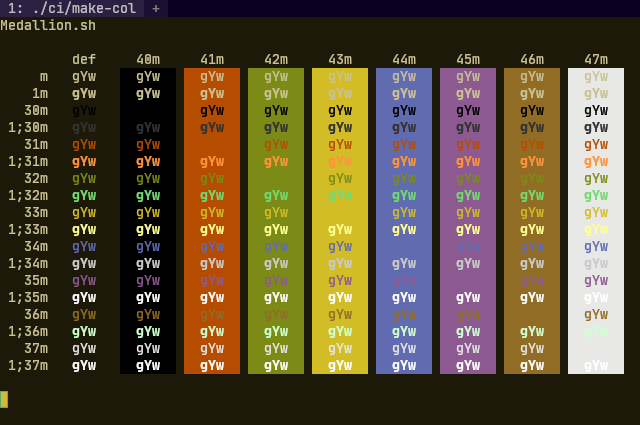 1: ./ci/make-col +
Medallion.sh
def 40m 41m 42m 43m 44m 45m 46m 47m
m gYw gYw gYw gYw gYw gYw gYw gYw gYw
1m gYw gYw gYw gYw gYw gYw gYw gYw gYw
30m gYw gYw gYw gYw gYw gYw gYw gYw
1;30m gYw gYw gYw gYw gYw gYw gYw gYw gYw
31m gYw gYw gYw gYw gYw gYw gYw gYw
1;31m gYw gYw gYw gYw gYw gYw gYw gYw gYw
32m gYw gYw gYw gYw gYw gYw gYw gYw
1;32m gYw gYw gYw gYw gYw gYw gYw gYw gYw
33m gYw gYw gYw gYw gYw gYw gYw gYw
1;33m gYw gYw gYw gYw gYw gYw gYw gYw gYw
34m gYw gYw gYw gYw gYw gYw gYw gYw
1;34m gYw gYw gYw gYw gYw gYw gYw gYw gYw
35m gYw gYw gYw gYw gYw gYw gYw gYw
1;35m gYw gYw gYw gYw gYw gYw gYw gYw gYw
36m gYw gYw gYw gYw gYw gYw gYw gYw
1;36m gYw gYw gYw gYw gYw gYw gYw gYw gYw
37m gYw gYw gYw gYw gYw gYw gYw gYw
1;37m gYw gYw gYw gYw gYw gYw gYw gYw gYw